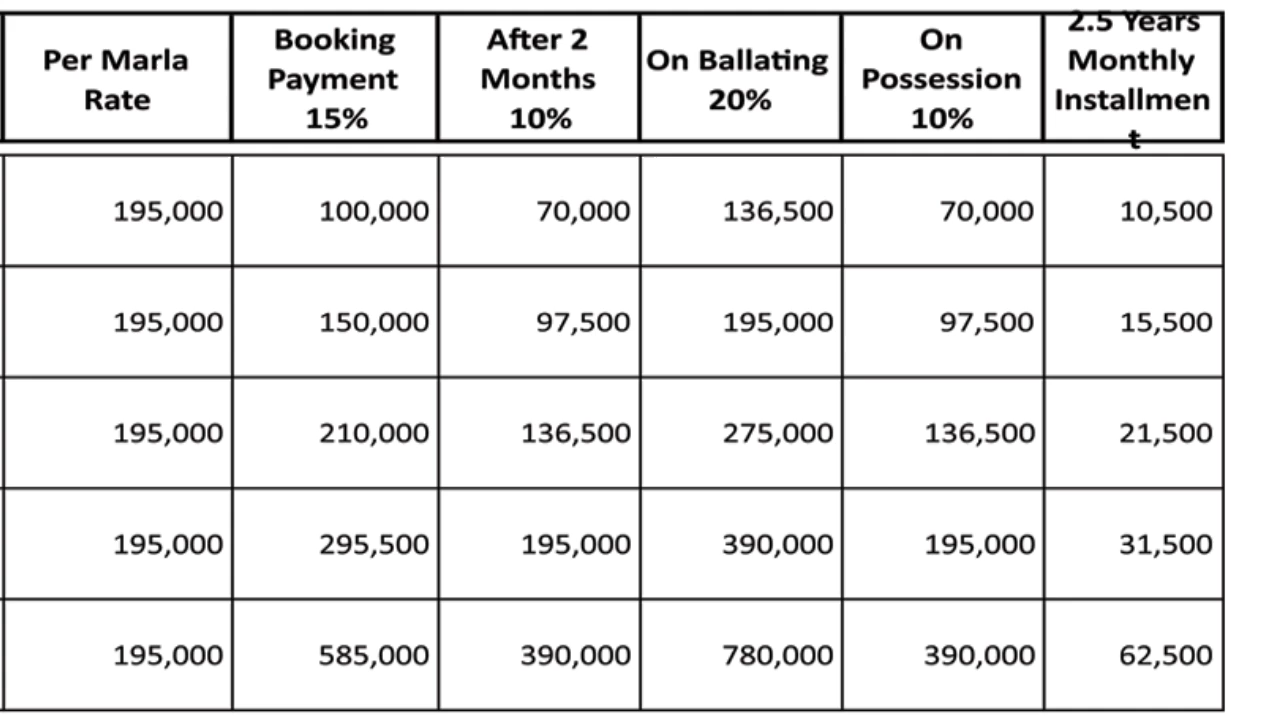 Per Marla Rate | Booking Payment 15% | After 2 Months 10% | On Ballating 20% | On Possession 10% | 2.5 Years Monthly Installment
195,000 | 100,000 | 70,000 | 136,500 | 70,000 | 10,500
195,000 | 150,000 | 97,500 | 195,000 | 97,500 | 15,500
195,000 | 210,000 | 136,500 | 275,000 | 136,500 | 21,500
195,000 | 295,500 | 195,000 | 390,000 | 195,000 | 31,500
195,000 | 585,000 | 390,000 | 780,000 | 390,000 | 62,500